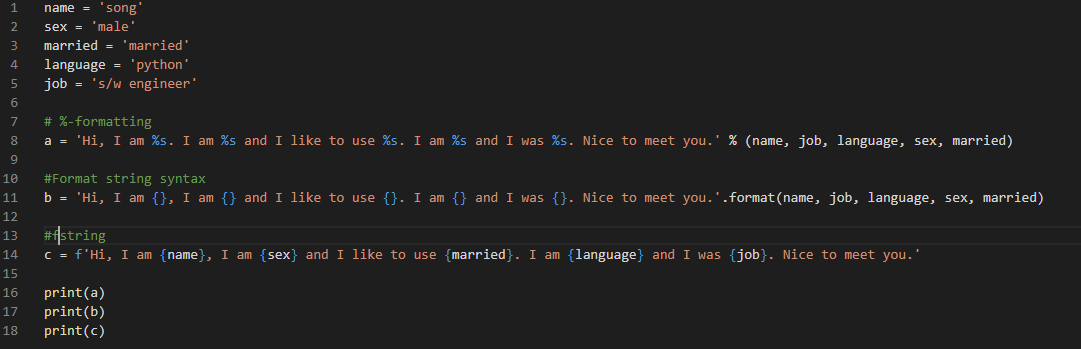 1 name = 'song'
2 sex = 'male'
3 married = 'married'
4 language = 'python'
5 job = 's/w engineer'
6
7 # %-formatting
8 a = 'Hi, I am %s. I am %s and I like to use %s. I am %s and I was %s. Nice to meet you.' % (name, job, language, sex, married)
9
10 #Format string syntax
11 b = 'Hi, I am {}, I am {} and I like to use {}. I am {} and I was {}. Nice to meet you.'.format(name, job, language, sex, married)
12
13 #fstring
14 c = f'Hi, I am {name}, I am {sex} and I like to use {married}. I am {language} and I was {job}. Nice to meet you.'
15
16 print(a)
17 print(b)
18 print(c)